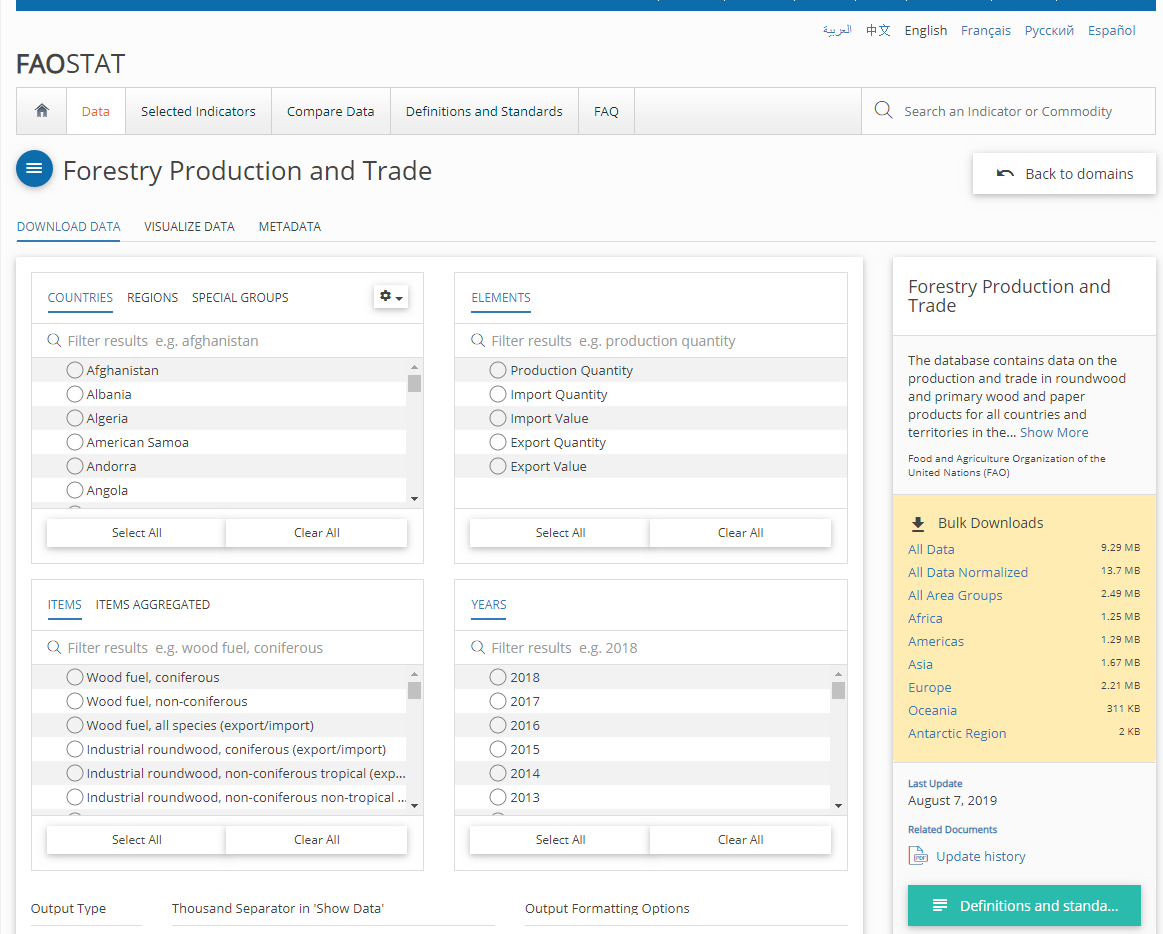 العربية 中文 English Français Русский Español
FAOSTAT
Data Selected Indicators Compare Data Definitions and Standards FAQ Search an Indicator or Commodity
Forestry Production and Trade
Back to domains
DOWNLOAD DATA VISUALIZE DATA METADATA
COUNTRIES REGIONS SPECIAL GROUPS
Filter results e.g. afghanistan
Afghanistan
Albania
Algeria
American Samoa
Andorra
Angola
Select All Clear All
ELEMENTS
Filter results e.g. production quantity
Production Quantity
Import Quantity
Import Value
Export Quantity
Export Value
Select All Clear All
ITEMS ITEMS AGGREGATED
Filter results e.g. wood fuel, coniferous
Wood fuel, coniferous
Wood fuel, non-coniferous
Wood fuel, all species (export/import)
Industrial roundwood, coniferous (export/import)
Industrial roundwood, non-coniferous tropical (exp...
Industrial roundwood, non-coniferous non-tropical ...
Select All Clear All
YEARS
Filter results e.g. 2018
2018
2017
2016
2015
2014
2013
Select All Clear All
Output Type Thousand Separator in 'Show Data' Output Formatting Options
Forestry Production and
Trade
The database contains data on the
production and trade in roundwood
and primary wood and paper
products for all countries and
territories in the... Show More
Food and Agriculture Organization of the
United Nations (FAO)
Bulk Downloads
All Data 9.29 MB
All Data Normalized 13.7 MB
All Area Groups 2.49 MB
Africa 1.25 MB
Americas 1.29 MB
Asia 1.67 MB
Europe 2.21 MB
Oceania 311 KB
Antarctic Region 2 KB
Last Update
August 7, 2019
Related Documents
PDF Update history
Definitions and standa...